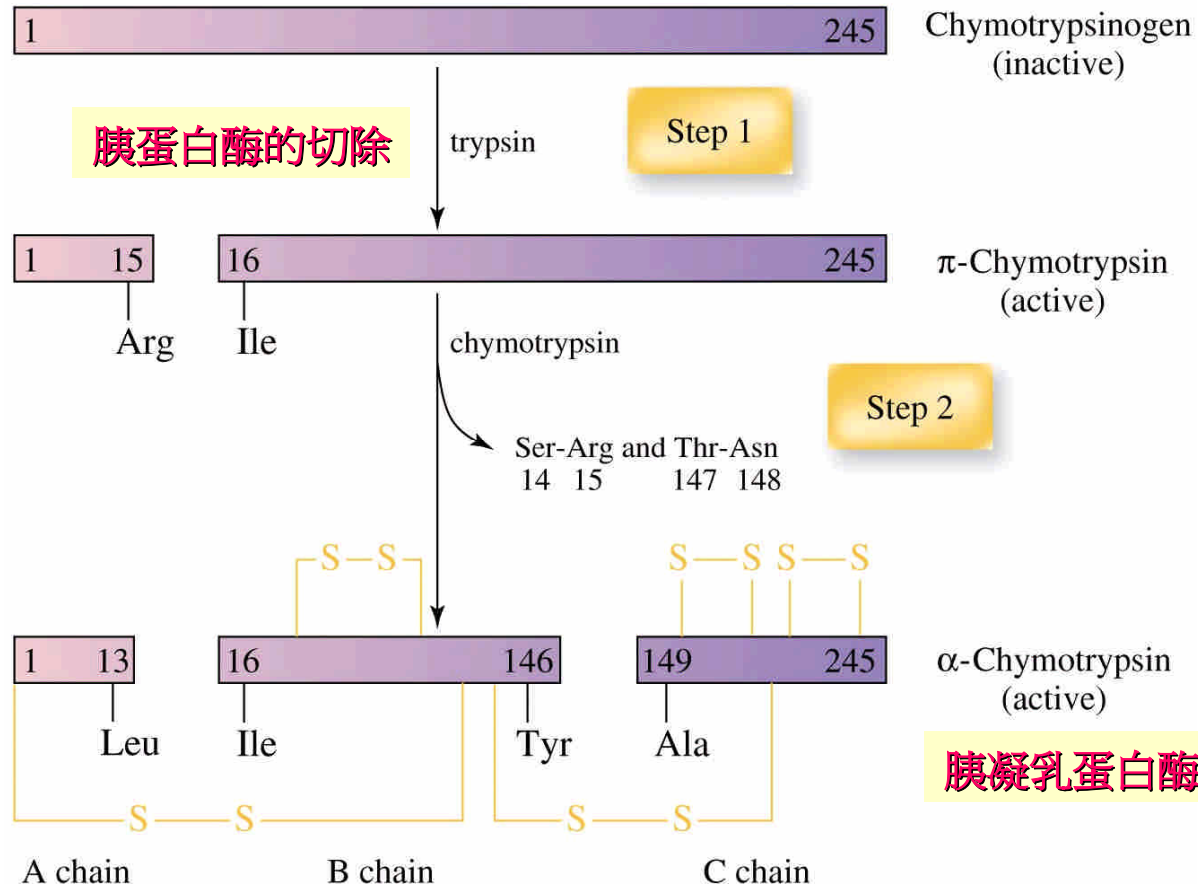 1 245 Chymotrypsinogen
(inactive)
胰蛋白酶的切除
trypsin
Step 1
1 15 16 245 π-Chymotrypsin
(active)
Arg Ile
chymotrypsin
Step 2
Ser-Arg and Thr-Asn
14 15 147 148
S S S S S S
1 13 16 146 149 245 α-Chymotrypsin
(active)
Leu Ile Tyr Ala
胰凝乳蛋白酶
S S S S
A chain B chain C chain